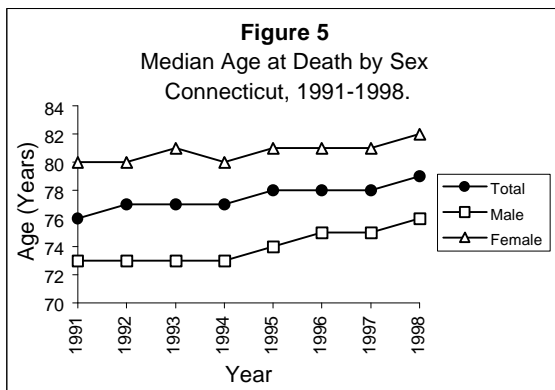 Figure 5
Median Age at Death by Sex
Connecticut, 1991-1998.
84
82
80
78
76
74
72
70
Age (Years)
1991
1992
1993
1994
1995
1996
1997
1998
Year
Total
Male
Female